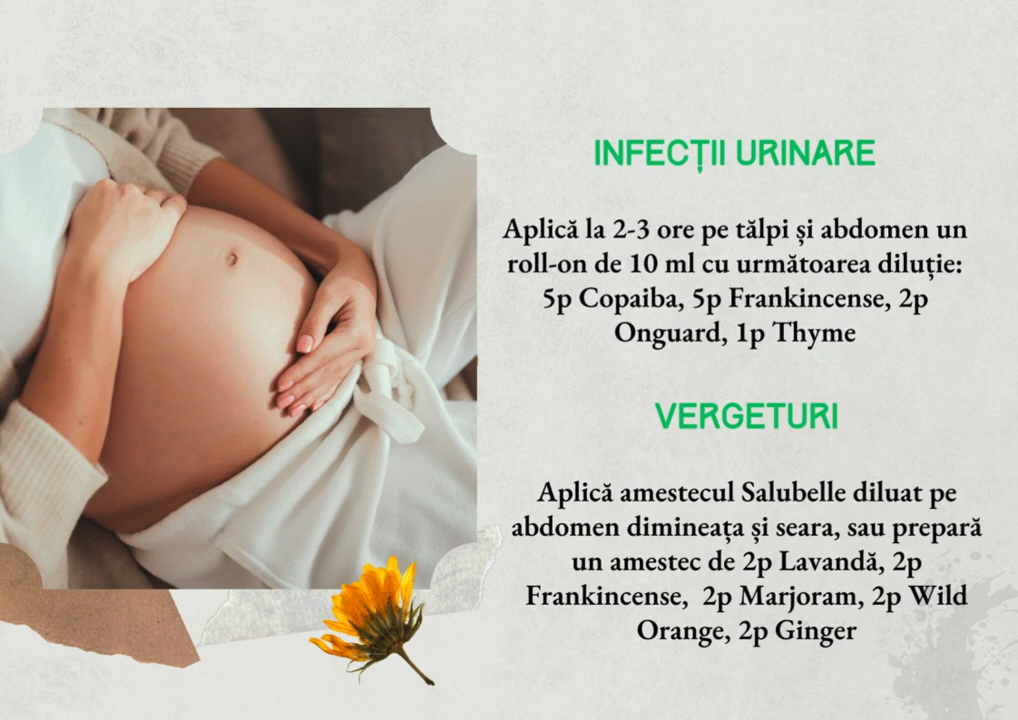 INFECȚII URINARE
Aplică la 2-3 ore pe tălpi și abdomen un
roll-on de 10 ml cu următoarea diluție:
5p Copaiba, 5p Frankincense, 2p
Onguard, 1p Thyme
VERGETURI
Aplică amestecul Salubelle diluat pe
abdomen dimineața și seara, sau prepară
un amestec de 2p Lavandă, 2p
Frankincense, 2p Marjoram, 2p Wild
Orange, 2p Ginger